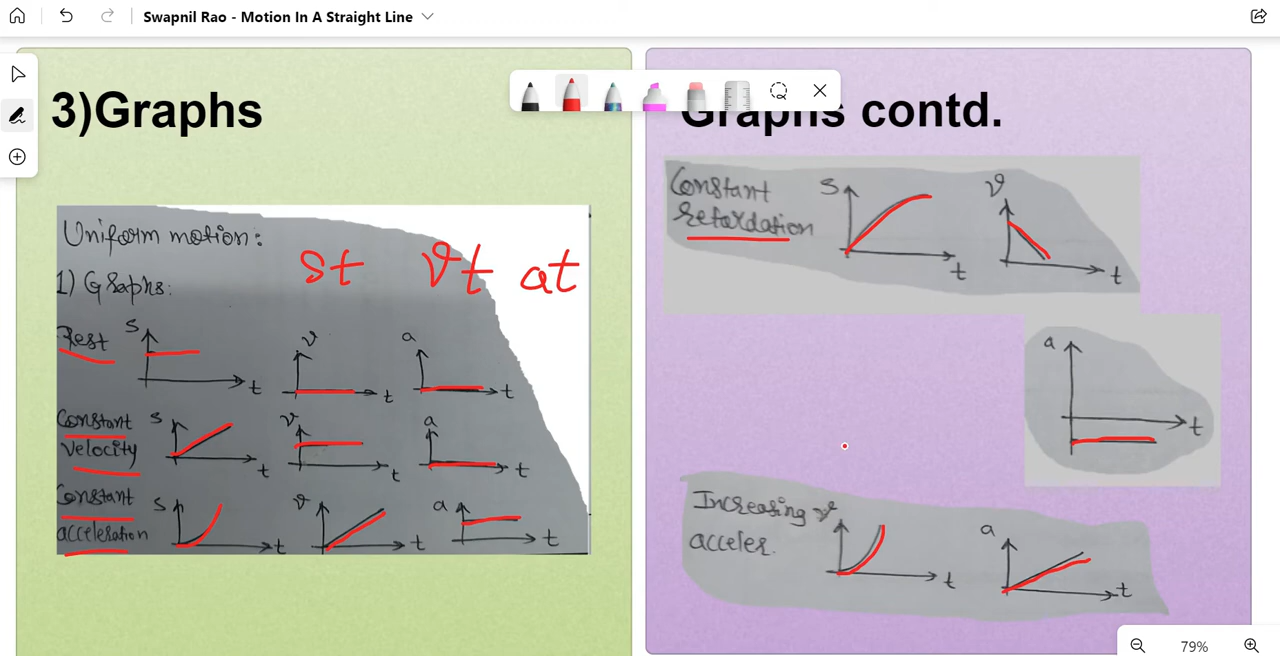 Swapnil Rao - Motion In A Straight Line
3)Graphs
Graphs contd.
Uniform motion:
st vt at
1) Graphs:
Rest
s
t
v
t
a
t
Constant
velocity
s
t
v
t
a
t
Constant
acceleration
s
t
v
t
a
t
Constant
retardation
s
t
v
t
a
t
Increasing
acceler.
v
t
a
t
79%